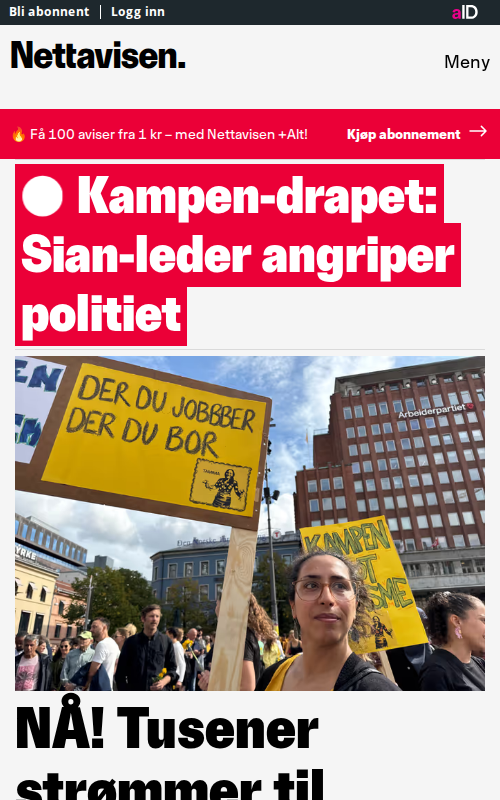 Bli abonnent
Logg inn
aID
Nettavisen.
Meny
🔥 Få 100 aviser fra 1 kr – med Nettavisen +Alt!
Kjøp abonnement →
Kampen-drapet:
Sian-leder angriper
politiet
EN
DER DU JOBBBER
DER DU BOR
Arbeiderpartiet
KAMPEN
NÅ! Tusener
strømmer til